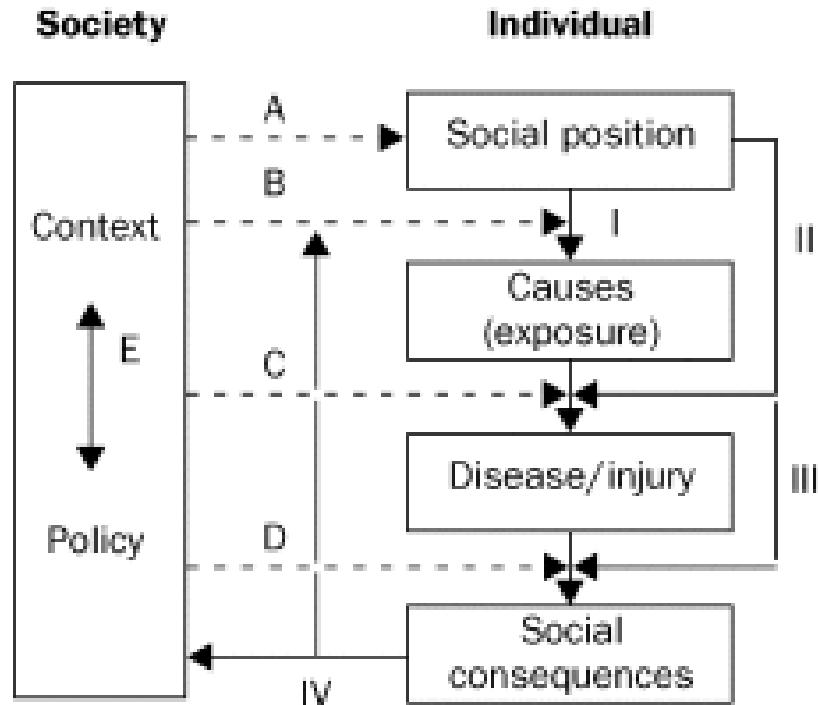 Society
Individual
A
Social position
B
I
Context
II
Causes
(exposure)
E
C
Disease/injury
III
Policy
D
Social
consequences
IV